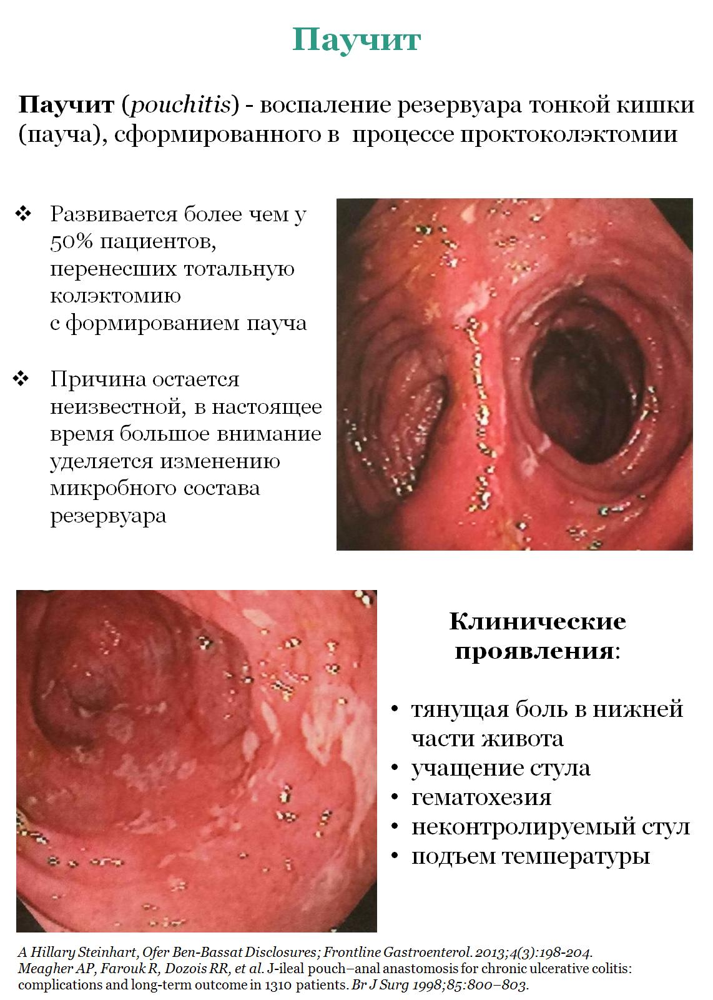 Паучит
Паучит (pouchitis) - воспаление резервуара тонкой кишки
(пауча), сформированного в процессе проктоколэктомии
❖ Развивается более чем у
50% пациентов,
перенесших тотальную
колэктомию
с формированием пауча
❖ Причина остается
неизвестной, в настоящее
время большое внимание
уделяется изменению
микробного состава
резервуара
Клинические
проявления:
• тянущая боль в нижней
части живота
• учащение стула
• гематохезия
• неконтролируемый стул
• подъем температуры
A Hillary Steinhart, Ofer Ben-Bassat Disclosures; Frontline Gastroenterol. 2013;4(3):198-204.
Meagher AP, Farouk R, Dozois RR, et al. J-ileal pouch–anal anastomosis for chronic ulcerative colitis:
complications and long-term outcome in 1310 patients. Br J Surg 1998;85:800–803.